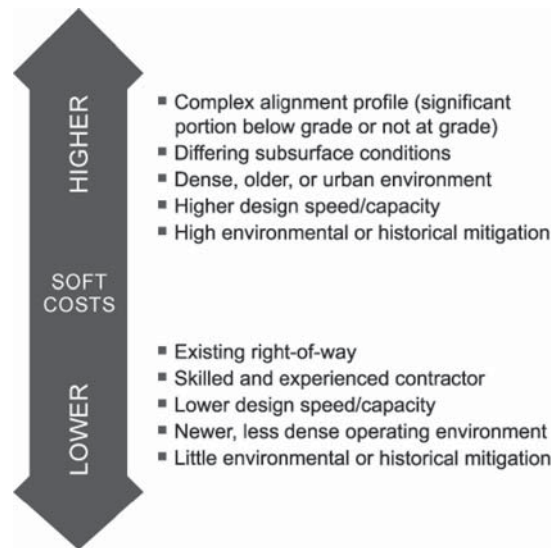 HIGHER
▪ Complex alignment profile (significant
portion below grade or not at grade)
▪ Differing subsurface conditions
▪ Dense, older, or urban environment
▪ Higher design speed/capacity
▪ High environmental or historical mitigation
SOFT
COSTS
LOWER
▪ Existing right-of-way
▪ Skilled and experienced contractor
▪ Lower design speed/capacity
▪ Newer, less dense operating environment
▪ Little environmental or historical mitigation